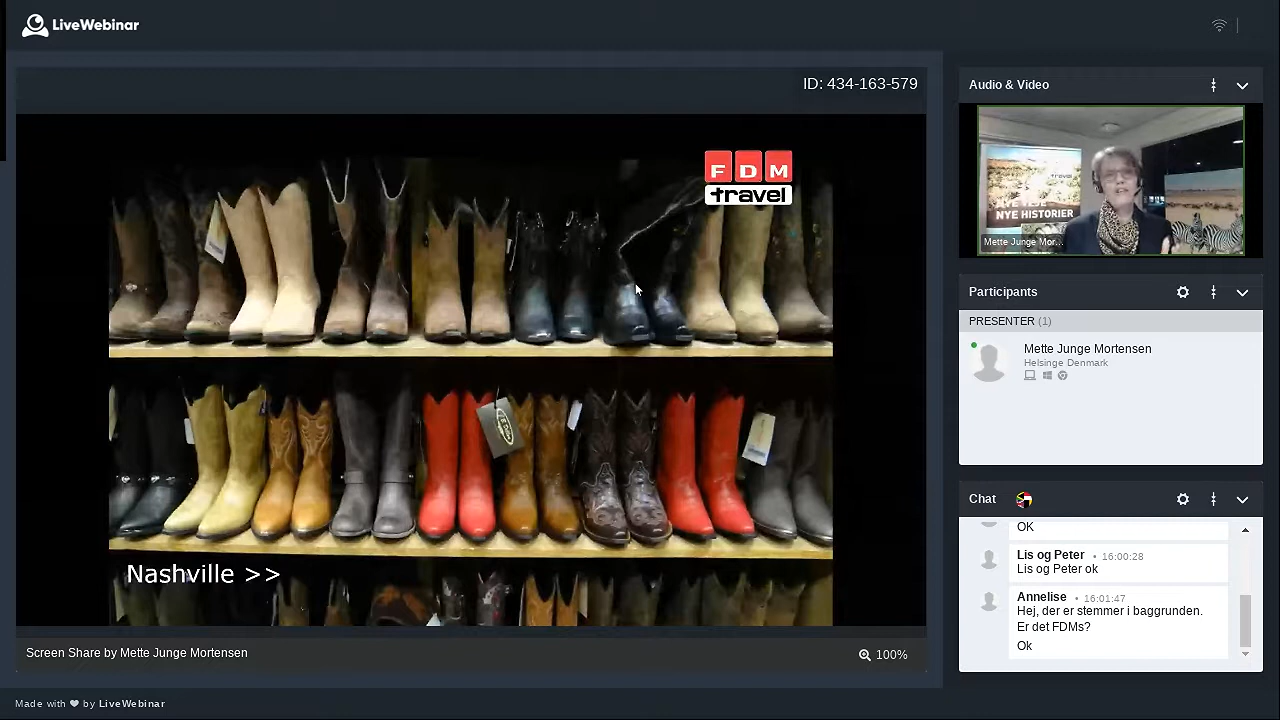 LiveWebinar
ID: 434-163-579
FDM
travel
Nashville >>
Screen Share by Mette Junge Mortensen
100%
Made with ♥ by LiveWebinar
Audio & Video
travel
NYE HISTORIER
Mette Junge Mor...
Participants
PRESENTER (1)
Mette Junge Mortensen
Helsinge Denmark
Chat
OK
Lis og Peter • 16:00:28
Lis og Peter ok
Annelise • 16:01:47
Hej, der er stemmer i baggrunden.
Er det FDMs?
Ok